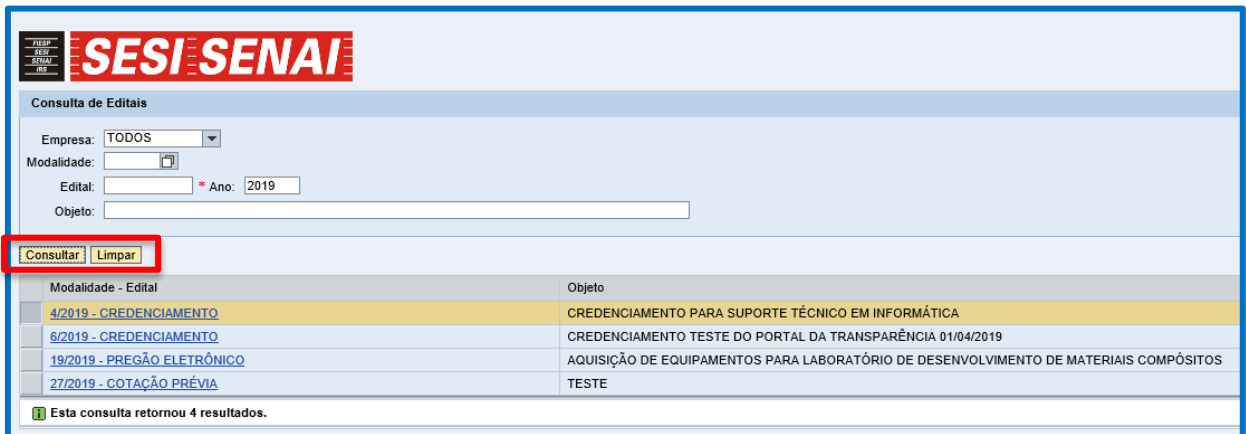 FIESP
SESI
SENAI
IRS
SESI SENAI
Consulta de Editais
Empresa: TODOS
Modalidade:
Edital: * Ano: 2019
Objeto:
Consultar Limpar
Modalidade - Edital Objeto
4/2019 - CREDENCIAMENTO CREDENCIAMENTO PARA SUPORTE TÉCNICO EM INFORMÁTICA
6/2019 - CREDENCIAMENTO CREDENCIAMENTO TESTE DO PORTAL DA TRANSPARÊNCIA 01/04/2019
19/2019 - PREGÃO ELETRÔNICO AQUISIÇÃO DE EQUIPAMENTOS PARA LABORATÓRIO DE DESENVOLVIMENTO DE MATERIAIS COMPÓSITOS
27/2019 - COTAÇÃO PRÉVIA TESTE
Esta consulta retornou 4 resultados.